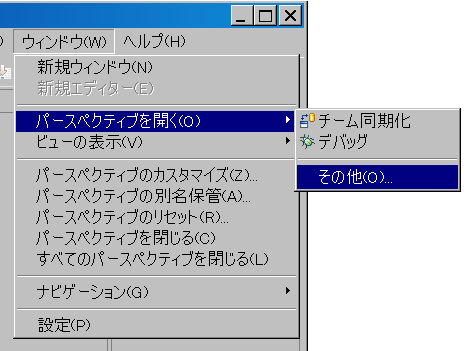 ) ウィンドウ(W) ヘルプ(H)
新規ウィンドウ(N)
新規エディター(E)
パースペクティブを開く(O)
チーム同期化
ビューの表示(V)
デバッグ
その他(O)...
パースペクティブのカスタマイズ(Z)...
パースペクティブの別名保管(A)...
パースペクティブのリセット(R)...
パースペクティブを閉じる(C)
すべてのパースペクティブを閉じる(L)
ナビゲーション(G)
設定(P)